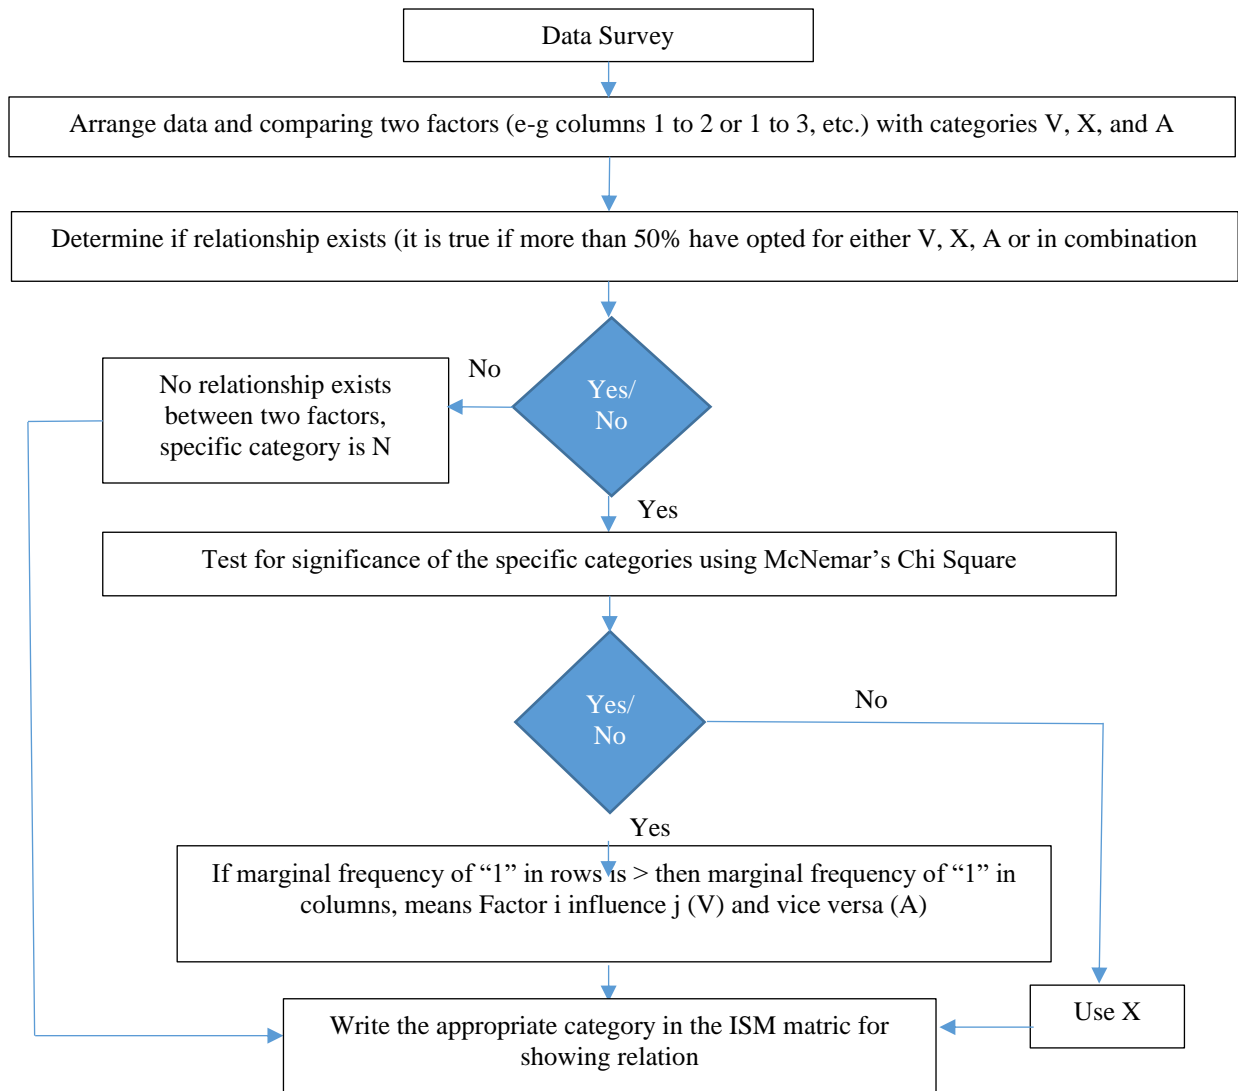 Data Survey
Arrange data and comparing two factors (e-g columns 1 to 2 or 1 to 3, etc.) with categories V, X, and A
Determine if relationship exists (it is true if more than 50% have opted for either V, X, A or in combination
No relationship exists
between two factors,
specific category is N
No
Yes/
No
Yes
Test for significance of the specific categories using McNemar’s Chi Square
Yes/
No
No
Yes
If marginal frequency of “1” in rows is > then marginal frequency of “1” in
columns, means Factor i influence j (V) and vice versa (A)
Use X
Write the appropriate category in the ISM matric for
showing relation